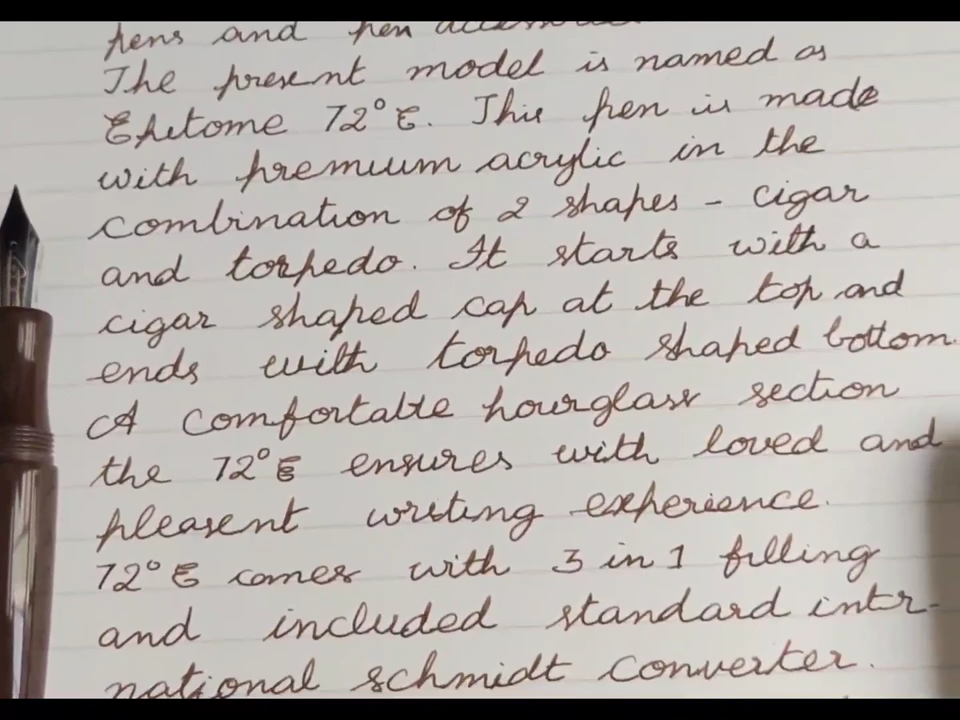 pens and pen
The present model is named as
Epitome 72°E. This pen is made
with premium acrylic in the
combination of 2 shapes - cigar
and torpedo. It starts with a
cigar shaped cap at the top and
ends with torpedo shaped bottom.
A comfortable hourglass section
the 72°E ensures with loved and
pleasent writing experience.
72°E comes with 3 in 1 filling
and included standard inter-
national schmidt converter.